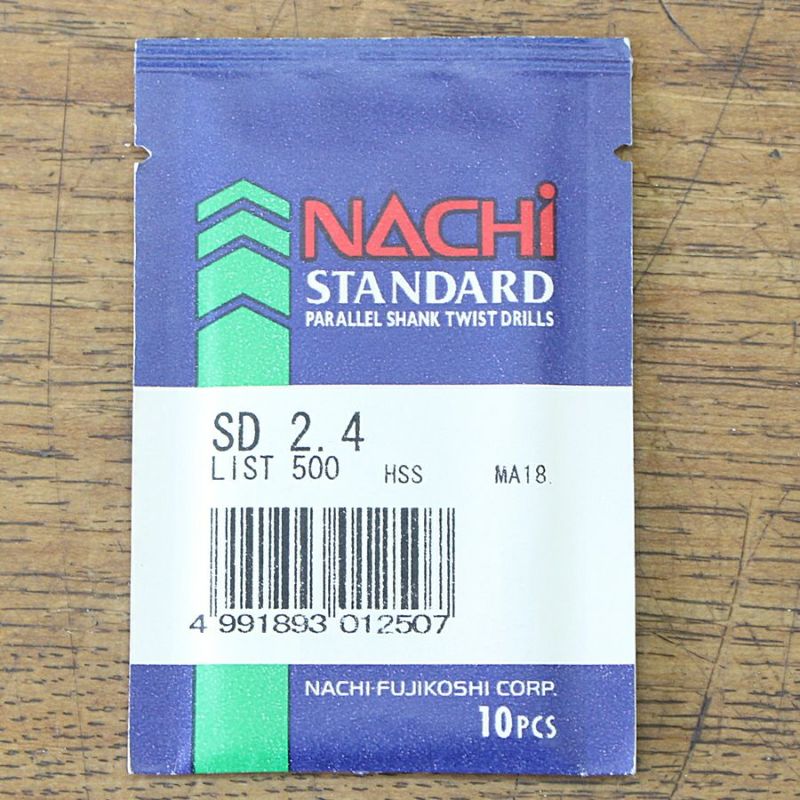 NACHi
STANDARD
PARALLEL SHANK TWIST DRILLS
SD 2.4
LIST 500 HSS MA18.
4 991893 012507
NACHI-FUJIKOSHI CORP.
10PCS